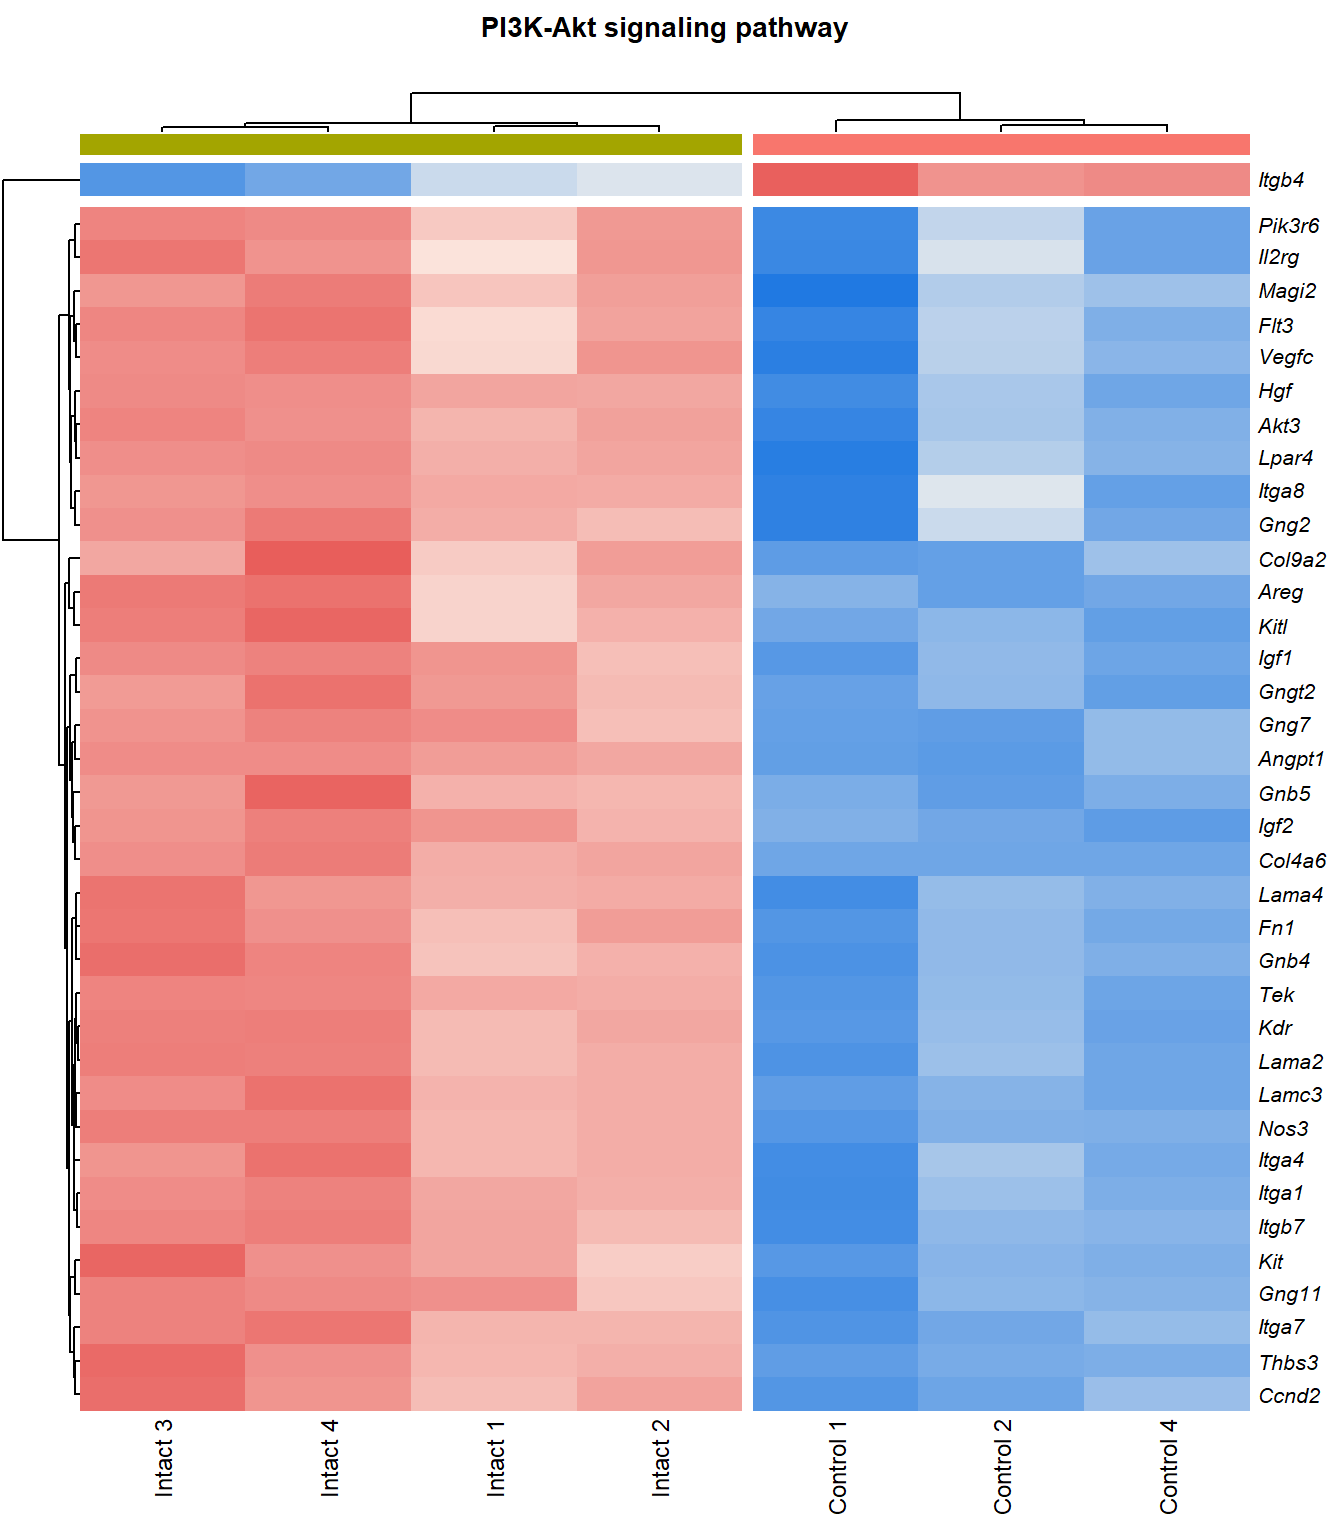 PI3K-Akt signaling pathway
Itgb4
Pik3r6
Il2rg
Magi2
Flt3
Vegfc
Hgf
Akt3
Lpar4
Itga8
Gng2
Col9a2
Areg
Kitl
Igf1
Gngt2
Gng7
Angpt1
Gnb5
Igf2
Col4a6
Lama4
Fn1
Gnb4
Tek
Kdr
Lama2
Lamc3
Nos3
Itga4
Itga1
Itgb7
Kit
Gng11
Itga7
Thbs3
Ccnd2
Intact 3
Intact 4
Intact 1
Intact 2
Control 1
Control 2
Control 4